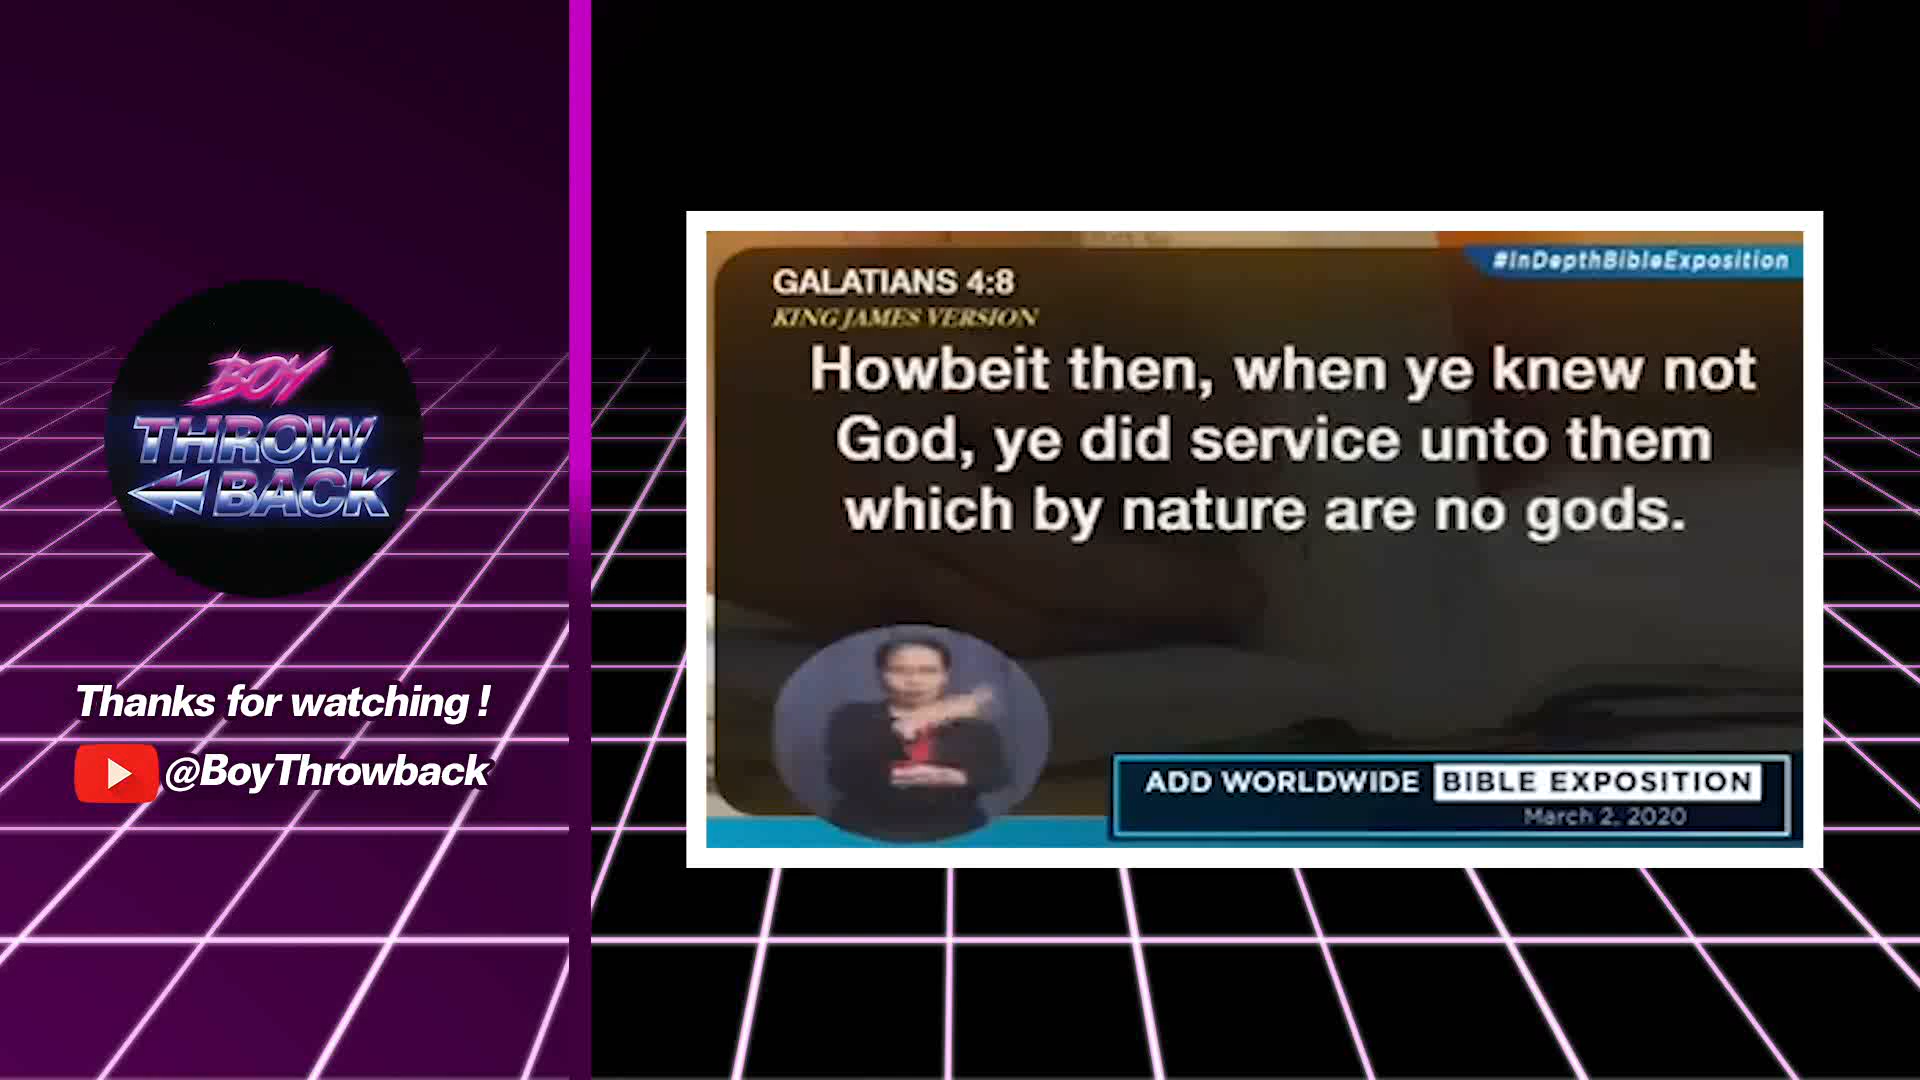 BOY
THROW
BACK
Thanks for watching !
@BoyThrowback
#InDepthBibleExposition
GALATIANS 4:8
KING JAMES VERSION
Howbeit then, when ye knew not
God, ye did service unto them
which by nature are no gods.
ADD WORLDWIDE BIBLE EXPOSITION
March 2, 2020